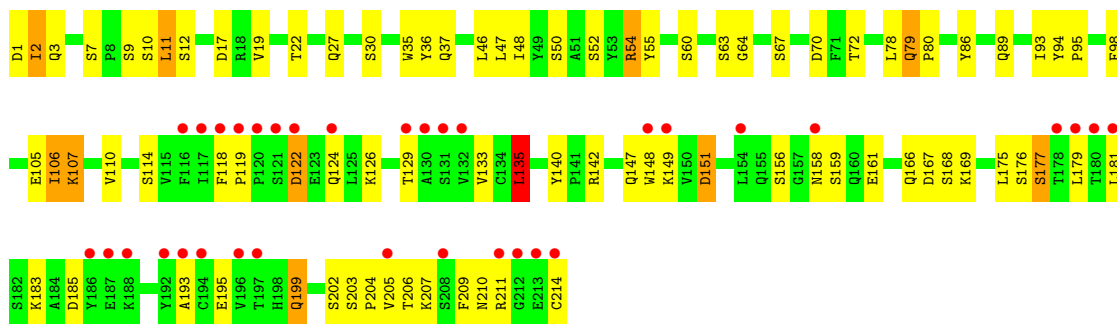 D1 I2 Q3 S7 P8 S9 S10 L11 S12 D17 R18 V19 T22 Q27 S30 W35 Y36 Q37 L46 L47 I48 Y49 S50 A51 S52 Y53 R54 Y55 S60 S63 G64 S67 D70 F71 T72 L78 Q79 P80 Y86 Q89 I93 Y94 P95 F98
E105 I106 K107 V110 S114 V115 F116 I117 F118 P119 P120 S121 D122 E123 Q124 L125 K126 T129 A130 S131 V132 V133 C134 L135 Y140 P141 R142 Q147 W148 K149 V150 D151 L154 Q155 S156 G157 N158 S159 Q160 E161 Q166 D167 S168 K169 L175 S176 S177 T178 L179 T180 L181
S182 K183 A184 D185 Y186 E187 K188 Y192 A193 C194 E195 V196 T197 H198 Q199 S202 S203 P204 V205 T206 K207 S208 F209 N210 R211 G212 E213 C214